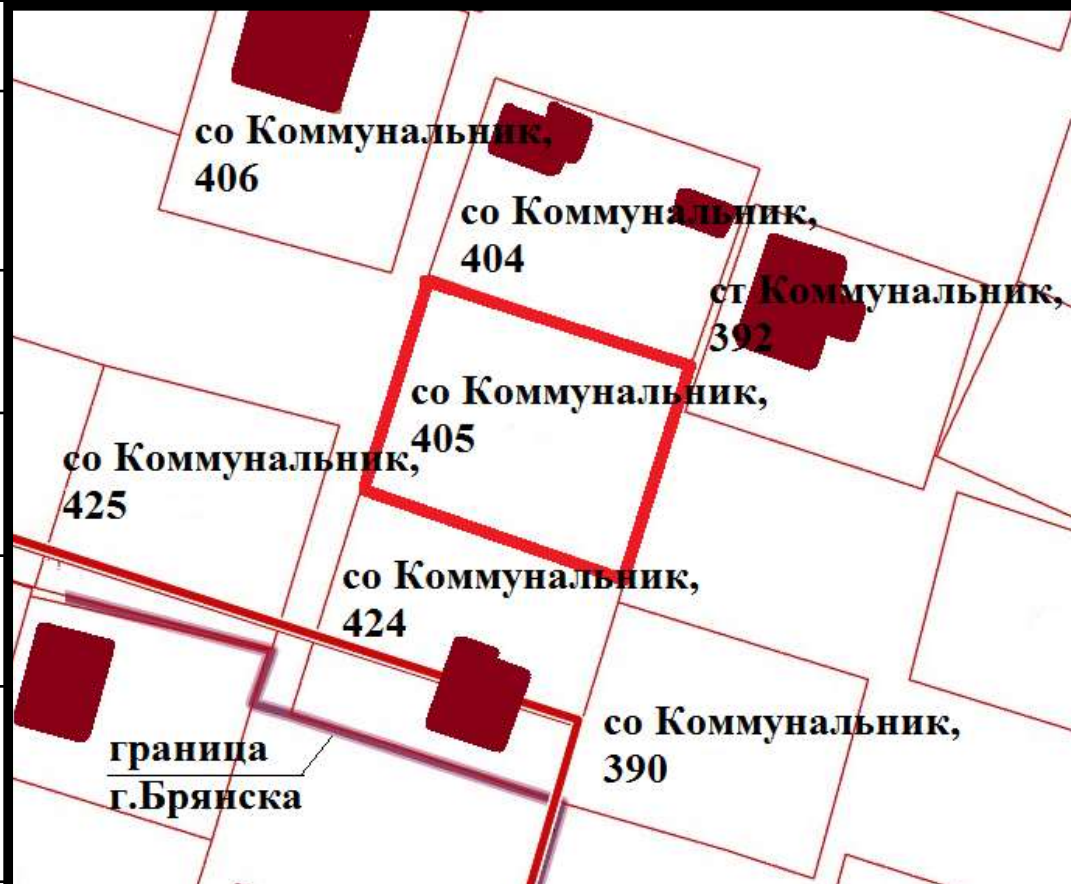 со Коммунальник,
406
со Коммунальник,
404
ст Коммунальник,
392
со Коммунальник,
405
со Коммунальник,
425
со Коммунальник,
424
со Коммунальник,
390
граница
г.Брянска